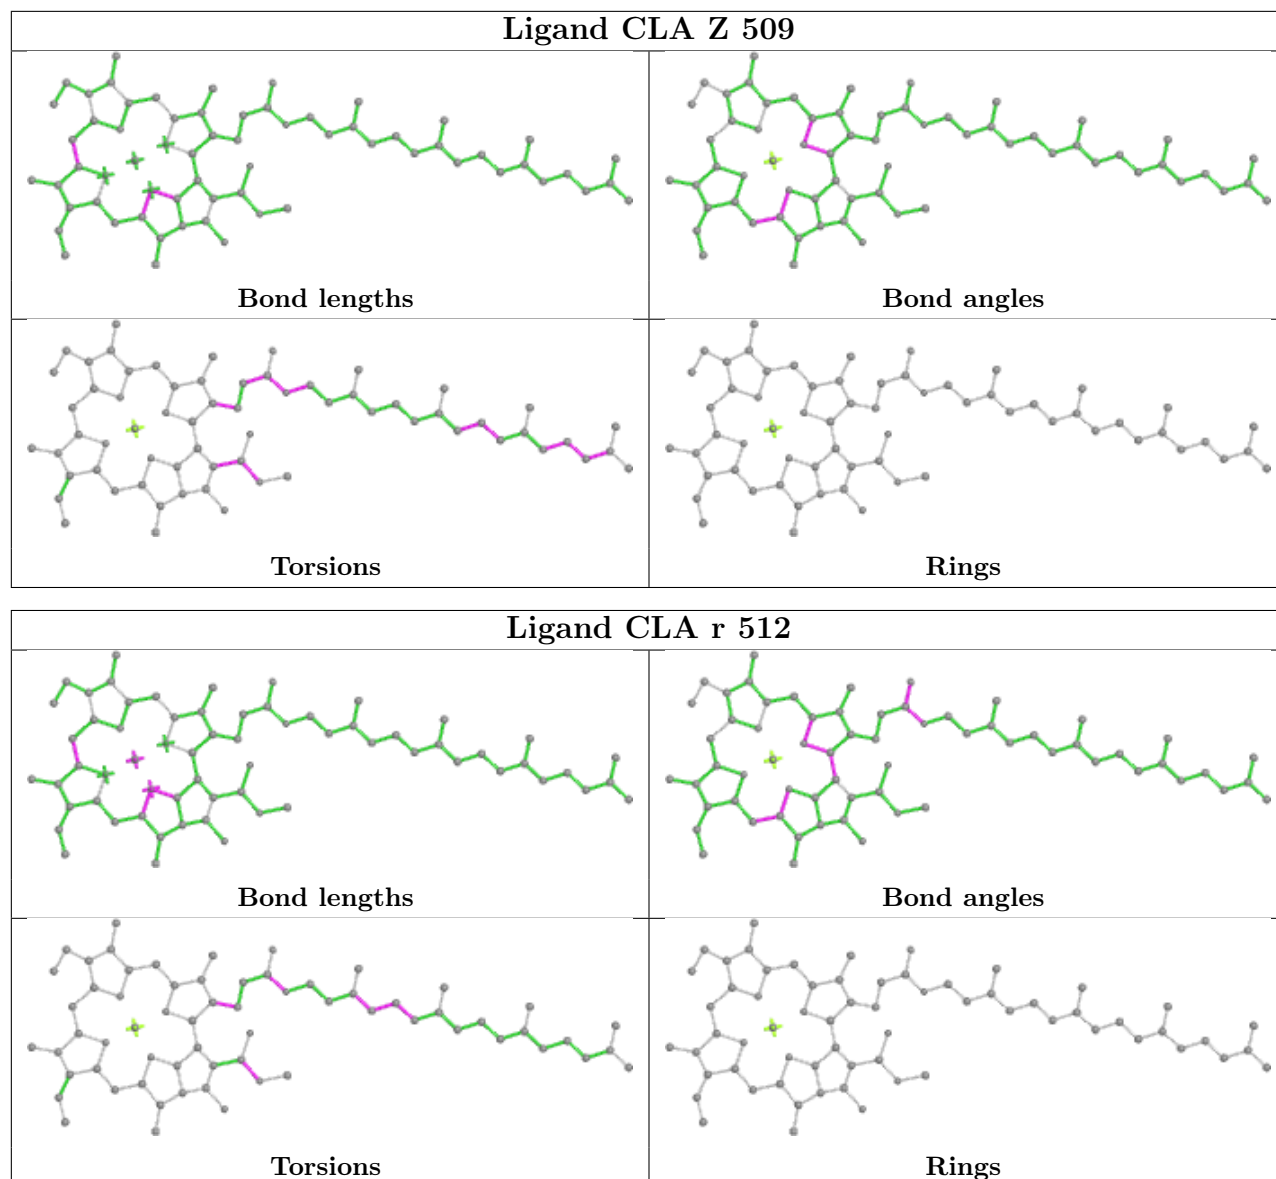 Ligand CLA Z 509
Bond lengths
Bond angles
Torsions
Rings
Ligand CLA r 512
Bond lengths
Bond angles
Torsions
Rings